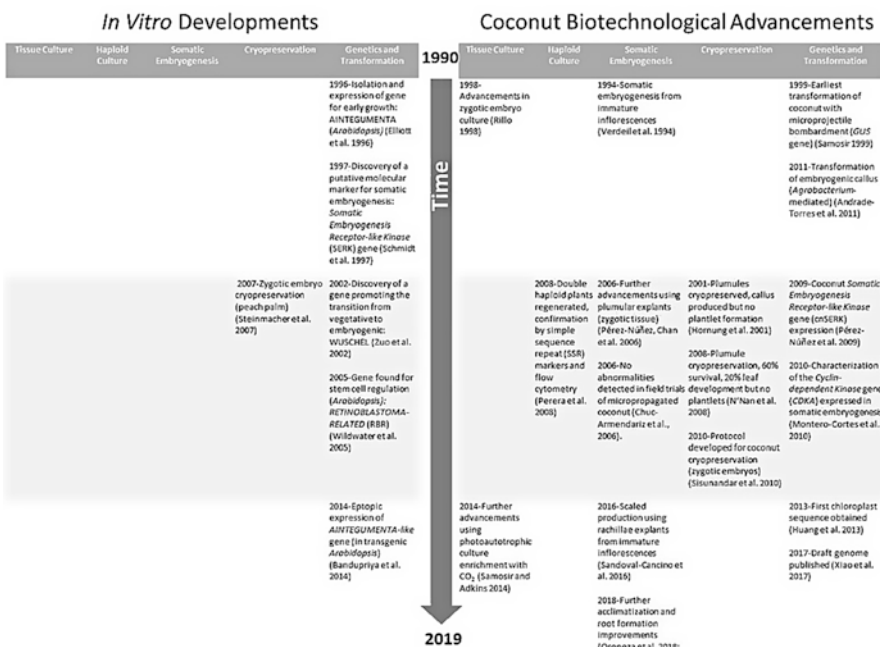 In Vitro Developments
Coconut Biotechnological Advancements
Tissue Culture
Haploid
Culture
Somatic
Embryogenesis
Cryopreservation
Genetics and
Transformation
1990
Tissue Culture
Haploid
Culture
Somatic
Embryogenesis
Cryopreservation
Genetics and
Transformation
1996-Isolation and
expression of gene
for early growth:
AINTEGUMENTA
(Arabidopsis) (Elliott
et al. 1996)
1997-Discovery of a
putative molecular
marker for somatic
embryogenesis:
Somatic
Embryogenesis
Receptor-like Kinase
(SERK) gene (Schmidt
et al. 1997)
2007-Zygotic embryo
cryopreservation
(peach palm)
(Steinmacher et al.
2007)
2002-Discovery of a
gene promoting the
transition from
vegetative to
embryogenic:
WUSCHEL (Zuo et al.
2002)
2005-Gene found for
stem cell regulation
(Arabidopsis):
RETINOBLASTOMA-
RELATED (RBR)
(Wildwater et al.
2005)
2014-Eptopic
expression of
AINTEGUMENTA-like
gene (in transgenic
Arabidopsis)
(Bandupriya et al.
2014)
Time
2019
1998-
Advancements in
zygotic embryo
culture (Rillo
1998)
1994-Somatic
embryogenesis from
immature
inflorescences
(Verdeil et al. 1994)
1999-Earliest
transformation of
coconut with
microprojectile
bombardment (GUS
gene) (Samosir 1999)
2011-Transformation
of embryogenic callus
(Agrobacterium-
mediated) (Andrade-
Torres et al. 2011)
2008-Double
haploid plants
regenerated,
confirmation
by simple
sequence
repeat (SSR)
markers and
flow
cytometry
(Perera et al.
2008)
2006-Further
advancements using
plumular explants
(zygotic tissue)
(Pérez-Núñez, Chan
et al. 2006)
2006-No
abnormalities
detected in field trials
of micropropagated
coconut (Chuc-
Armendariz et al.,
2006).
2001-Plumules
cryopreserved, callus
produced but no
plantlet formation
(Hornung et al. 2001)
2008-Plumule
cryopreservation, 60%
survival, 20% leaf
development but no
plantlets (N'Nan et al.
2008)
2010-Protocol
developed for coconut
cryopreservation
(zygotic embryos)
(Sisunandar et al. 2010)
2009-Coconut Somatic
Embryogenesis
Receptor-like Kinase
gene (cnSERK)
expression (Pérez-
Núñez et al. 2009)
2010-Characterization
of the Cyclin-
dependent Kinase gene
(CDKA) expressed in
somatic embryogenesis
(Montero-Cortes et al.
2010)
2014-Further
advancements
using
photoautotrophic
culture
enrichment with
CO₂ (Samosir and
Adkins 2014)
2016-Scaled
production using
rachillae explants
from immature
inflorescences
(Sandoval-Cancino et
al. 2016)
2018-Further
acclimatization and
root formation
improvements
2013-First chloroplast
sequence obtained
(Huang et al. 2013)
2017-Draft genome
published (Xiao et al.
2017)